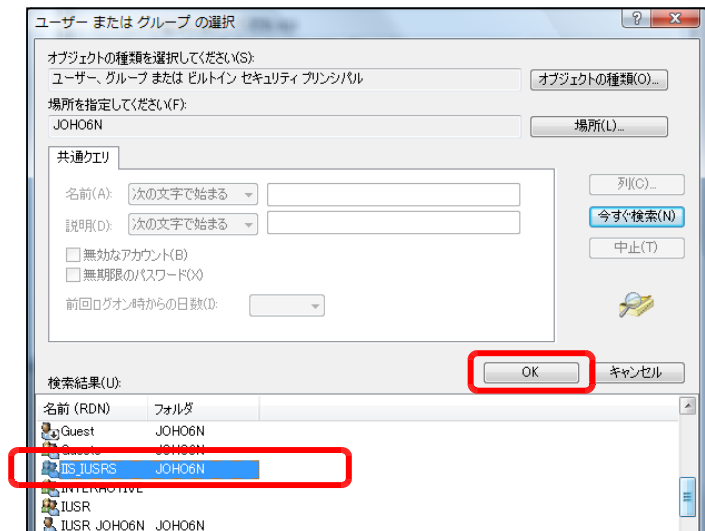 ユーザー または グループ の選択
オブジェクトの種類を選択してください(S):
ユーザー、グループ または ビルトイン セキュリティ プリンシパル
オブジェクトの種類(O)...
場所を指定してください(F):
JOHO6N
場所(L)...
共通クエリ
名前(A): 次の文字で始まる
列(C)...
説明(D): 次の文字で始まる
今すぐ検索(N)
無効なアカウント(B)
中止(T)
無期限のパスワード(X)
前回ログオン時からの日数(I):
OK キャンセル
検索結果(U):
名前 (RDN) フォルダ
Guest JOHO6N
Guests JOHO6N
IIS_IUSRS JOHO6N
INTERACTIVE
IUSR
IUSR_JOHO6N JOHO6N